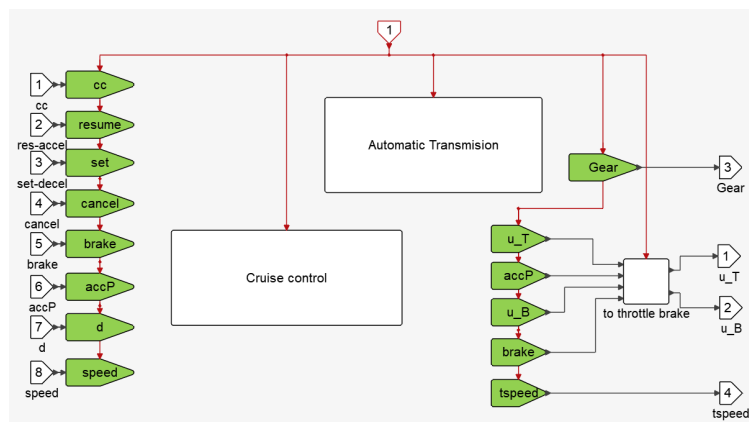 1
1
cc
cc
2
resume
res-accel
3
set
set-decel
4
cancel
cancel
5
brake
brake
6
accP
accP
7
d
d
8
speed
speed
Automatic Transmision
Cruise control
Gear
3
Gear
u_T
accP
u_B
brake
tspeed
to throttle brake
1
u_T
2
u_B
4
tspeed